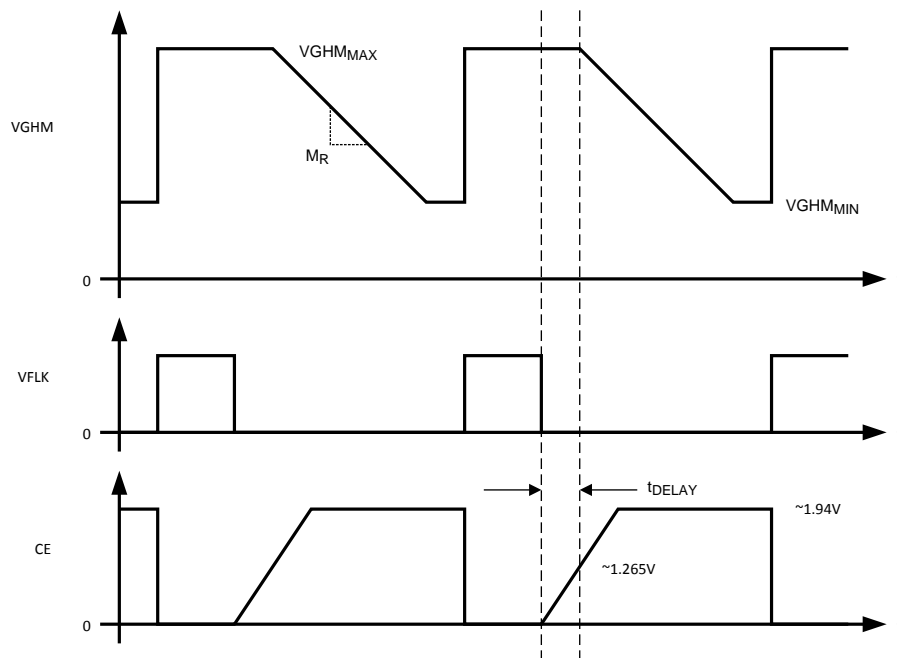 VGHMMAX
VGHM
MR
VGHMMIN
0
VFLK
0
tDELAY
~1.94V
CE
~1.265V
0